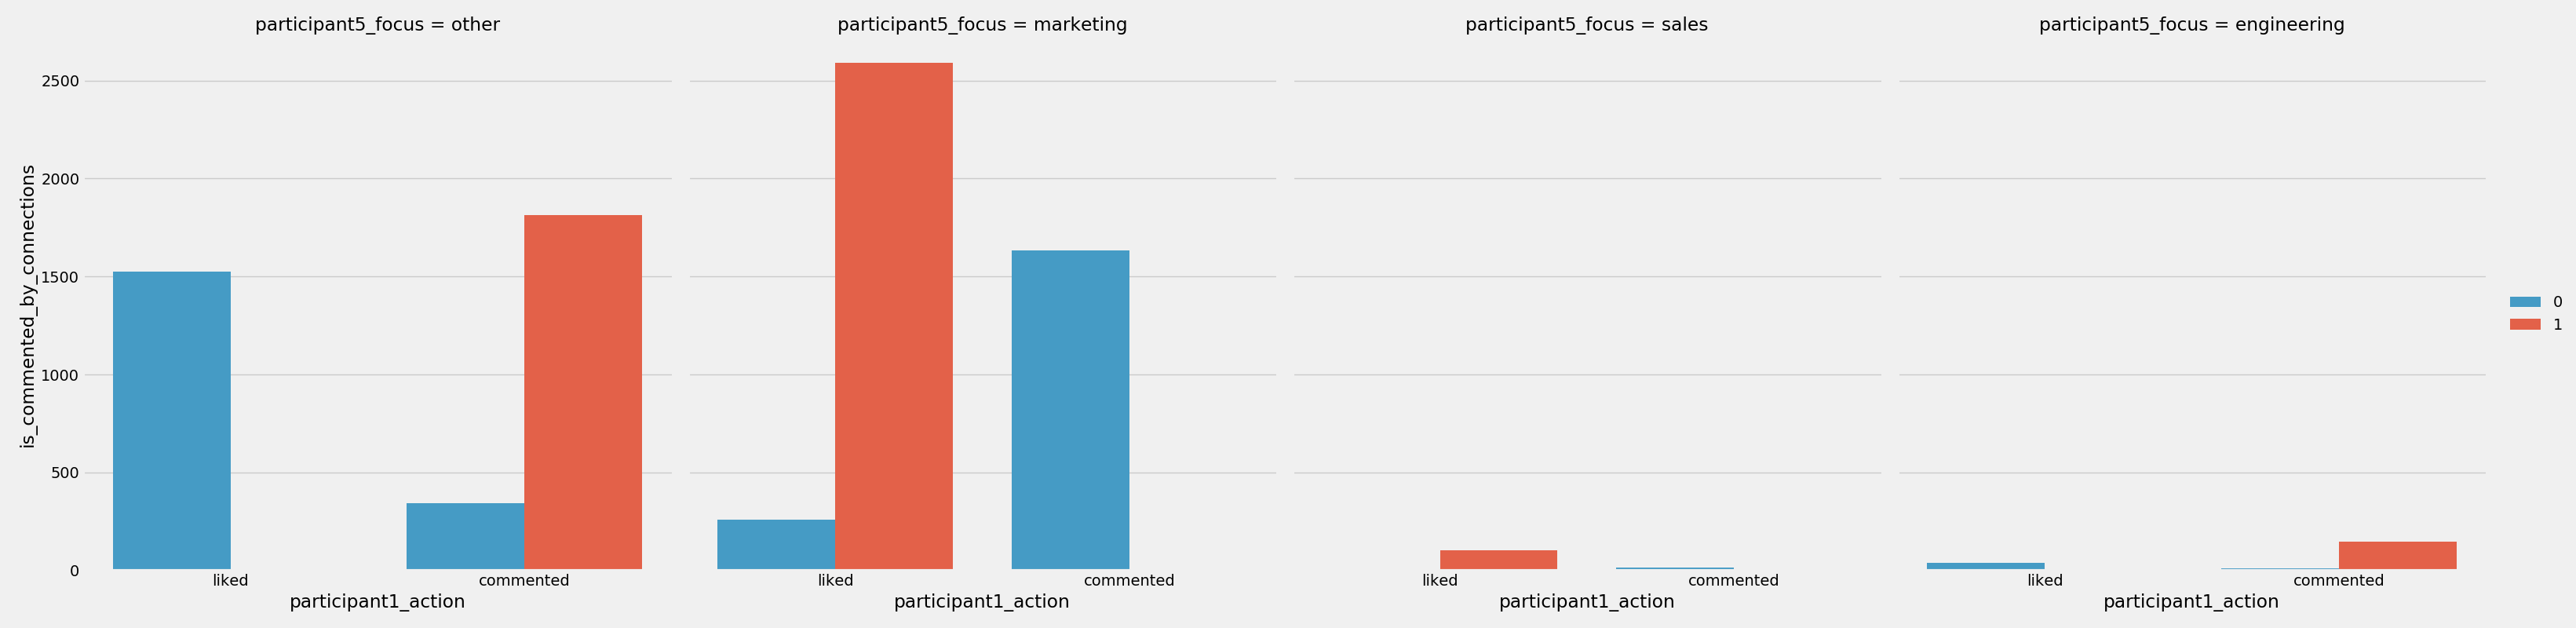 participant5_focus = other
participant5_focus = marketing
participant5_focus = sales
participant5_focus = engineering
is_commented_by_connections
2500
2000
1500
1000
500
0
liked
commented
liked
commented
liked
commented
liked
commented
participant1_action
participant1_action
participant1_action
participant1_action
0
1